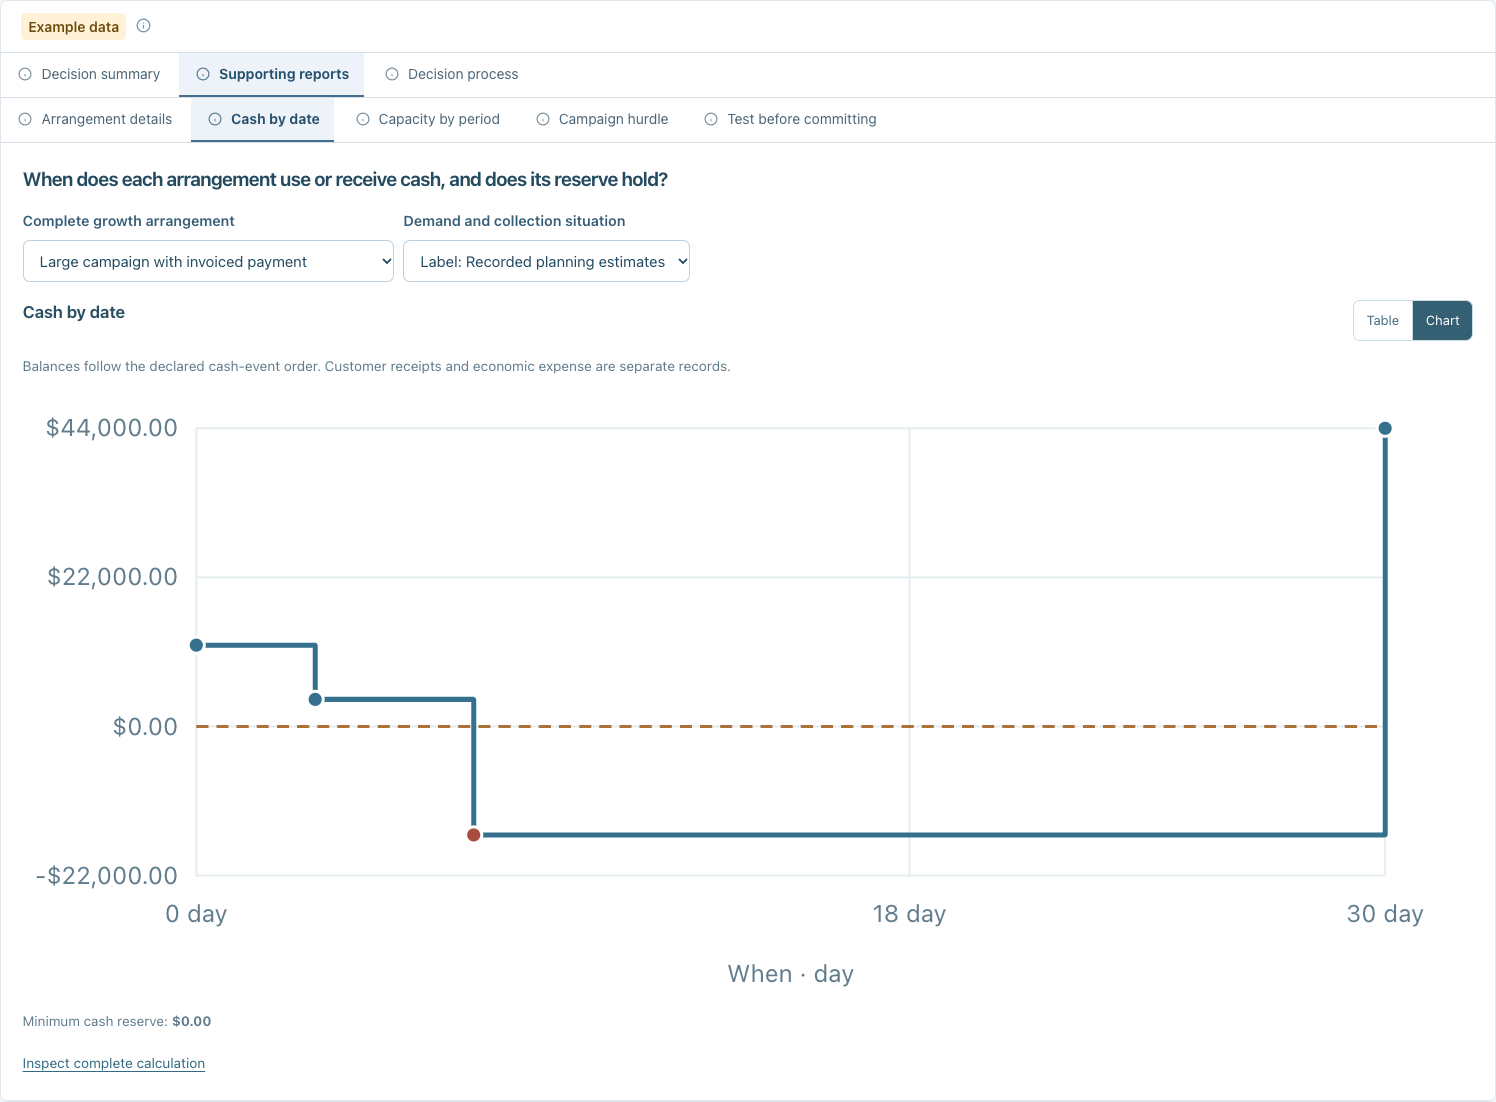 Example data
Decision summary
Supporting reports
Decision process
Arrangement details
Cash by date
Capacity by period
Campaign hurdle
Test before committing
When does each arrangement use or receive cash, and does its reserve hold?
Complete growth arrangement
Demand and collection situation
Large campaign with invoiced payment
Label: Recorded planning estimates
Cash by date
Table
Chart
Balances follow the declared cash-event order. Customer receipts and economic expense are separate records.
$44,000.00
$22,000.00
$0.00
-$22,000.00
0 day
18 day
30 day
When · day
Minimum cash reserve: $0.00
Inspect complete calculation